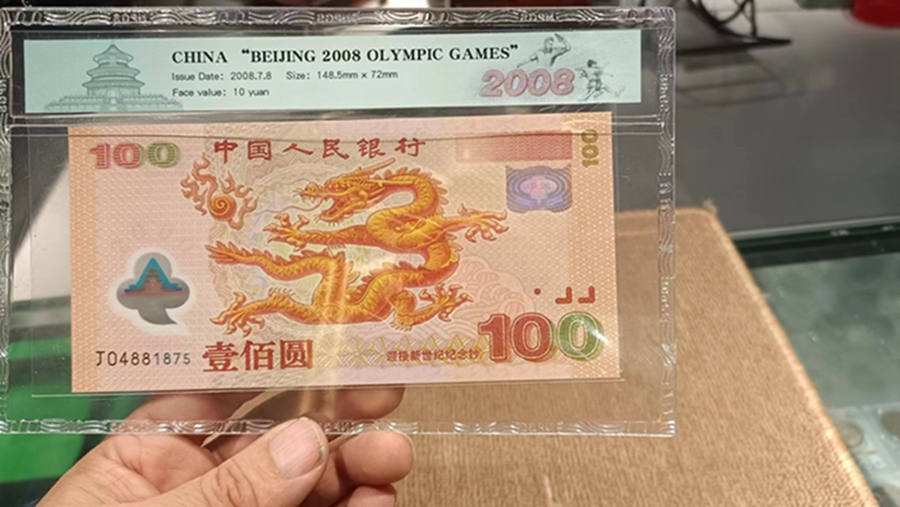 CHINA “BEIJING 2008 OLYMPIC GAMES”
Issue Date: 2008.7.8 Size: 148.5mm x 72mm
Face value: 10 yuan
2008
100
中国人民银行
100
J04881875
壹佰圆
迎接新世纪纪念钞
100